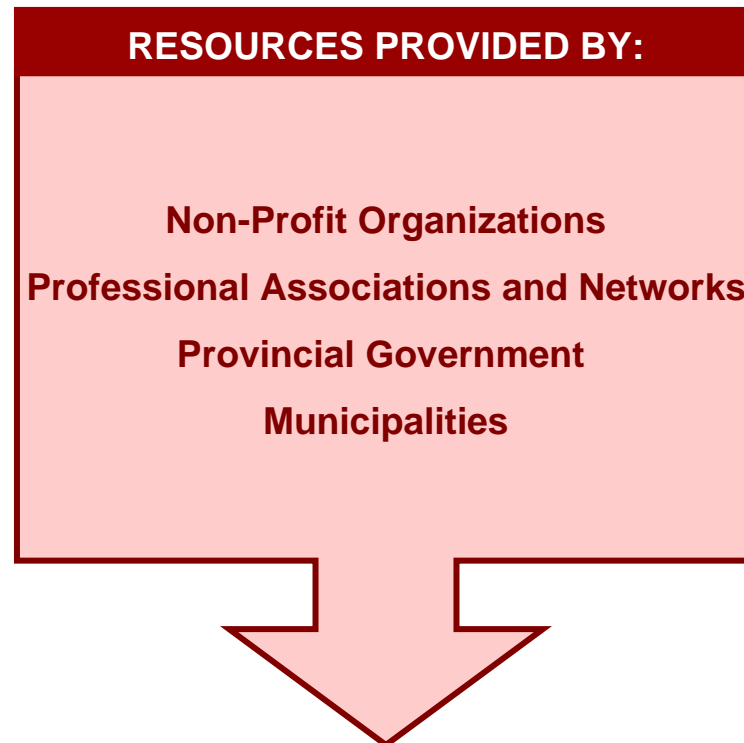 RESOURCES PROVIDED BY:
Non-Profit Organizations
Professional Associations and Networks
Provincial Government
Municipalities